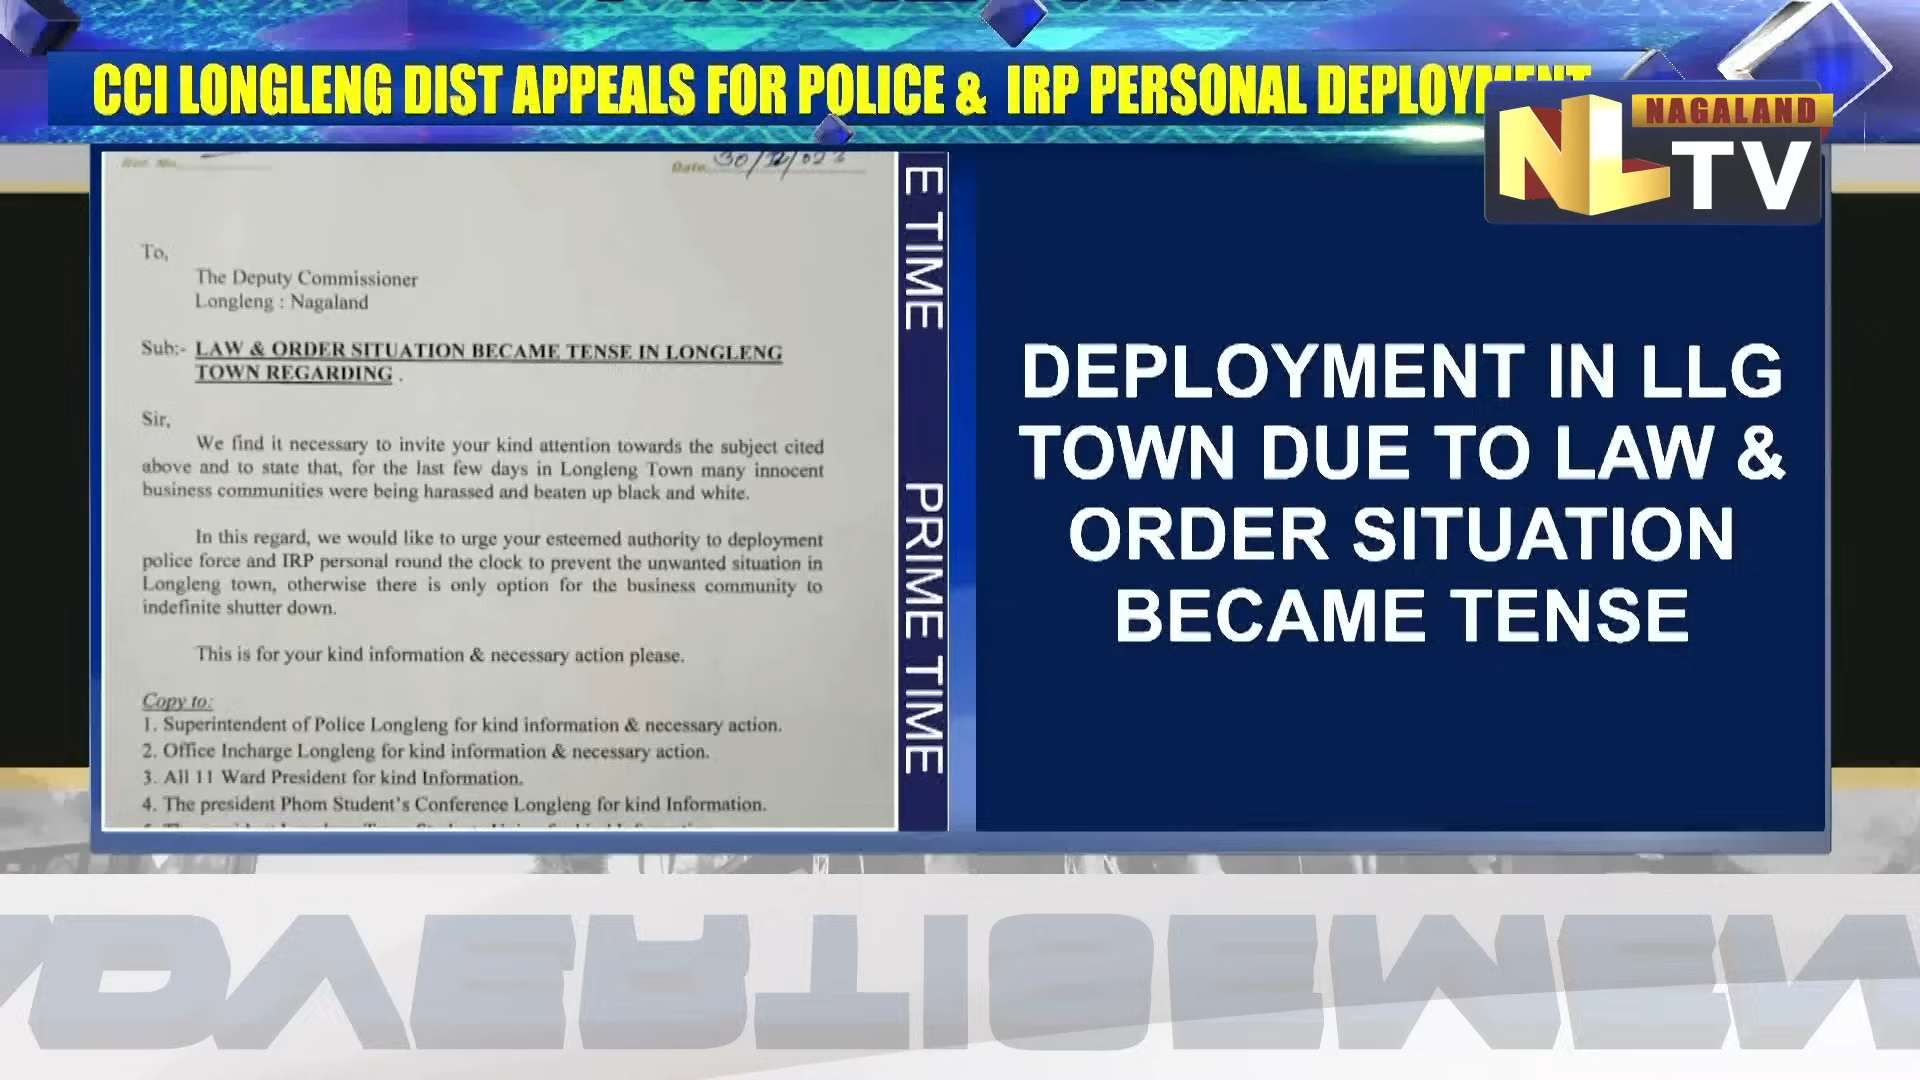 CCI LONGLENG DIST APPEALS FOR POLICE & IRP PERSONAL DEPLOYMENT
NAGALAND
NL TV
Ref. No.
Date. 30/12/023
To,
The Deputy Commissioner
Longleng : Nagaland
Sub:- LAW & ORDER SITUATION BECAME TENSE IN LONGLENG
TOWN REGARDING .
Sir,
We find it necessary to invite your kind attention towards the subject cited
above and to state that, for the last few days in Longleng Town many innocent
business communities were being harassed and beaten up black and white.
In this regard, we would like to urge your esteemed authority to deployment
police force and IRP personal round the clock to prevent the unwanted situation in
Longleng town, otherwise there is only option for the business community to
indefinite shutter down.
This is for your kind information & necessary action please.
Copy to:
1. Superintendent of Police Longleng for kind information & necessary action.
2. Office Incharge Longleng for kind information & necessary action.
3. All 11 Ward President for kind Information.
4. The president Phom Student's Conference Longleng for kind Information.
E TIME
PRIME TIME
DEPLOYMENT IN LLG
TOWN DUE TO LAW &
ORDER SITUATION
BECAME TENSE